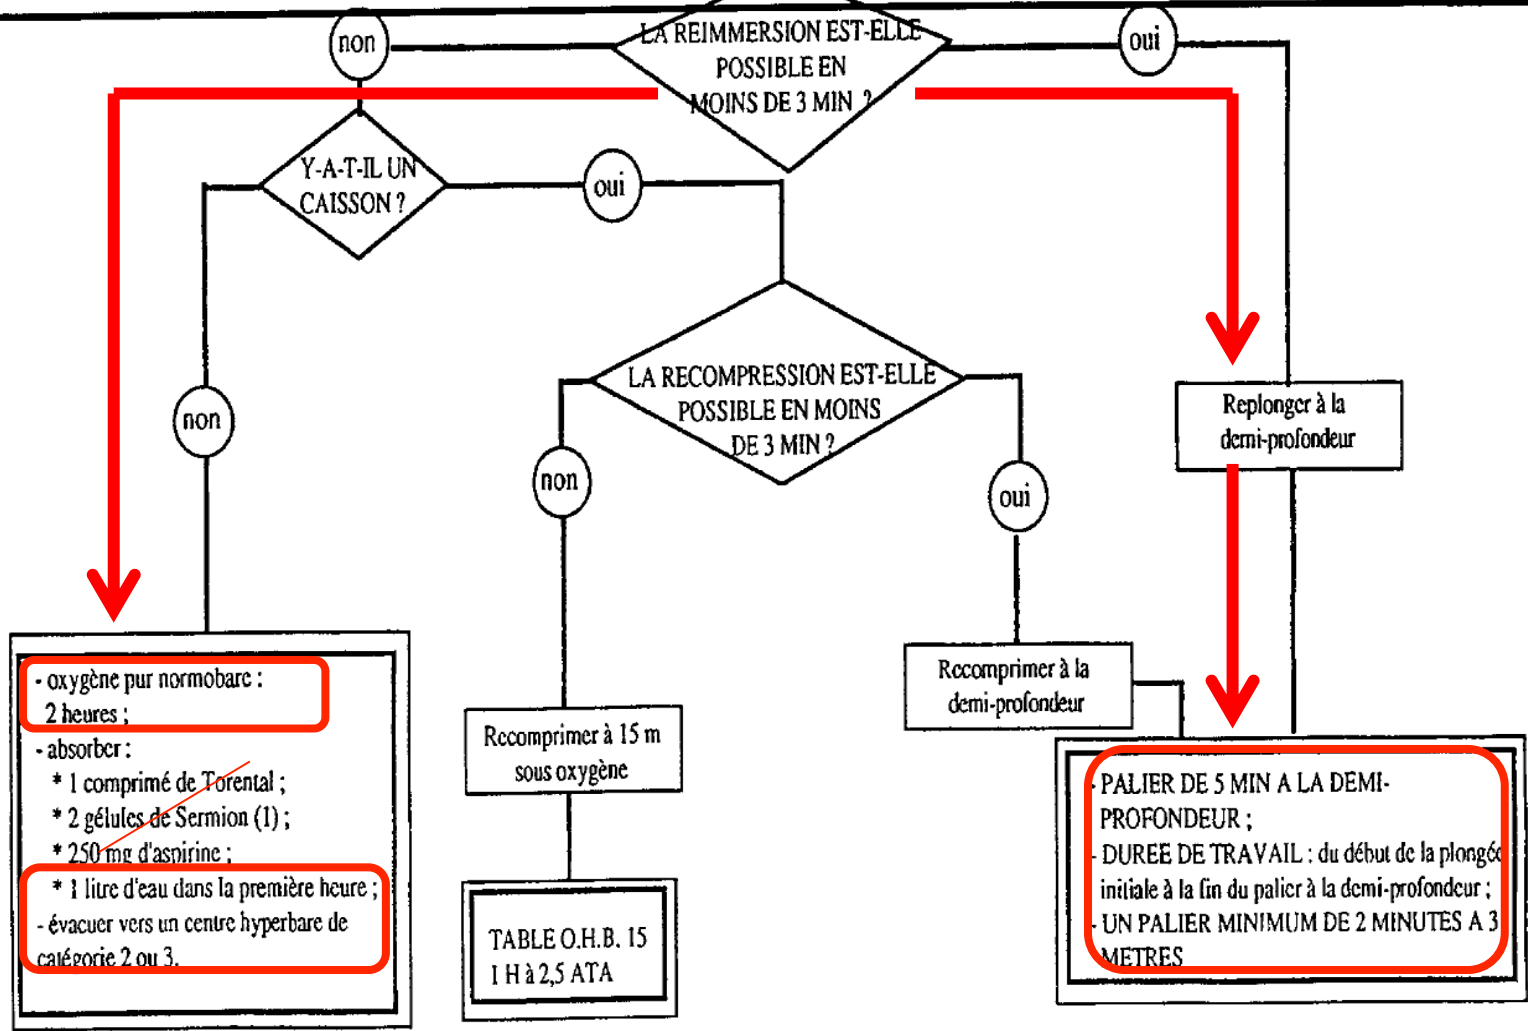 LA REIMMERSION EST-ELLE
POSSIBLE EN
MOINS DE 3 MIN ?
non
oui
Y-A-T-IL UN
CAISSON ?
oui
non
LA RECOMPRESSION EST-ELLE
POSSIBLE EN MOINS
DE 3 MIN ?
non
oui
Replonger à la
demi-profondeur
- oxygène pur normobare :
2 heures ;
- absorber :
* 1 comprimé de Torental ;
* 2 gélules de Sermion (1) ;
* 250 mg d'aspirine ;
* 1 litre d'eau dans la première heure ;
- évacuer vers un centre hyperbare de
catégorie 2 ou 3.
Recomprimer à 15 m
sous oxygène
TABLE O.H.B. 15
1 H à 2,5 ATA
Recomprimer à la
demi-profondeur
- PALIER DE 5 MIN A LA DEMI-
PROFONDEUR ;
- DUREE DE TRAVAIL : du début de la plongée
initiale à la fin du palier à la demi-profondeur ;
- UN PALIER MINIMUM DE 2 MINUTES A 3
METRES